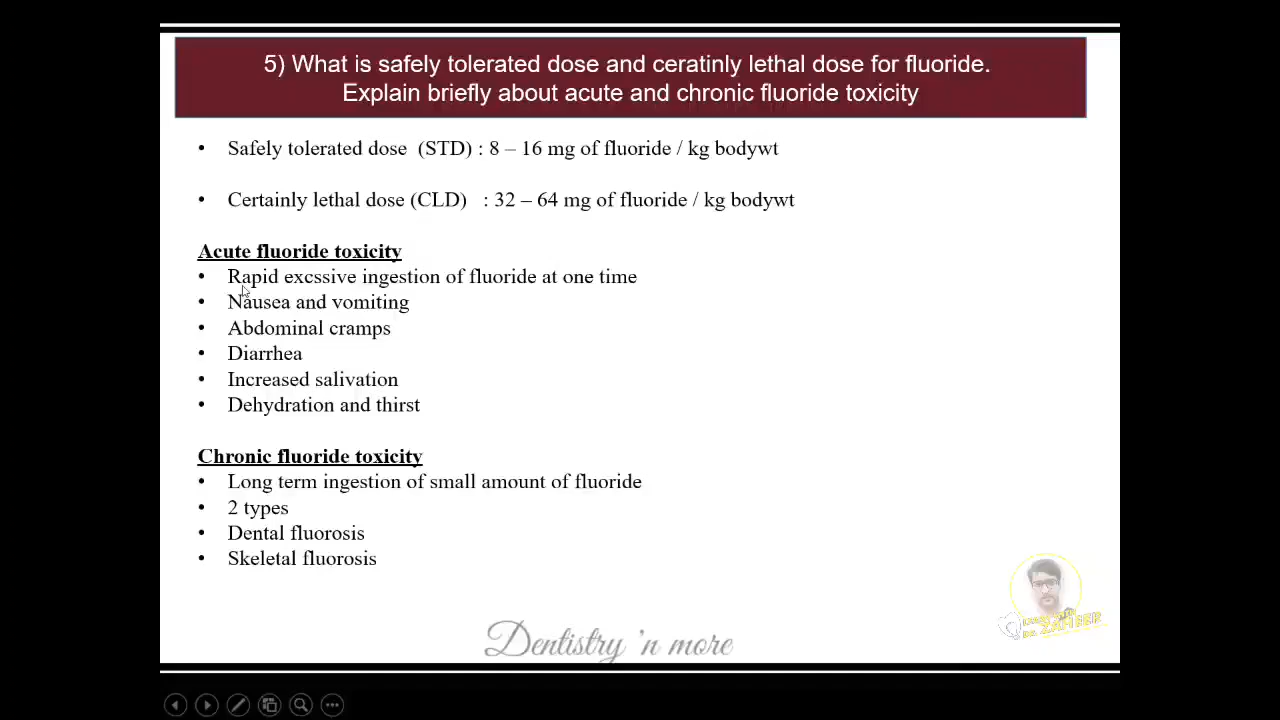 5) What is safely tolerated dose and ceratinly lethal dose for fluoride.
Explain briefly about acute and chronic fluoride toxicity
• Safely tolerated dose (STD) : 8 – 16 mg of fluoride / kg bodywt
• Certainly lethal dose (CLD) : 32 – 64 mg of fluoride / kg bodywt
Acute fluoride toxicity
• Rapid excssive ingestion of fluoride at one time
• Nausea and vomiting
• Abdominal cramps
• Diarrhea
• Increased salivation
• Dehydration and thirst
Chronic fluoride toxicity
• Long term ingestion of small amount of fluoride
• 2 types
• Dental fluorosis
• Skeletal fluorosis
Dentistry 'n more